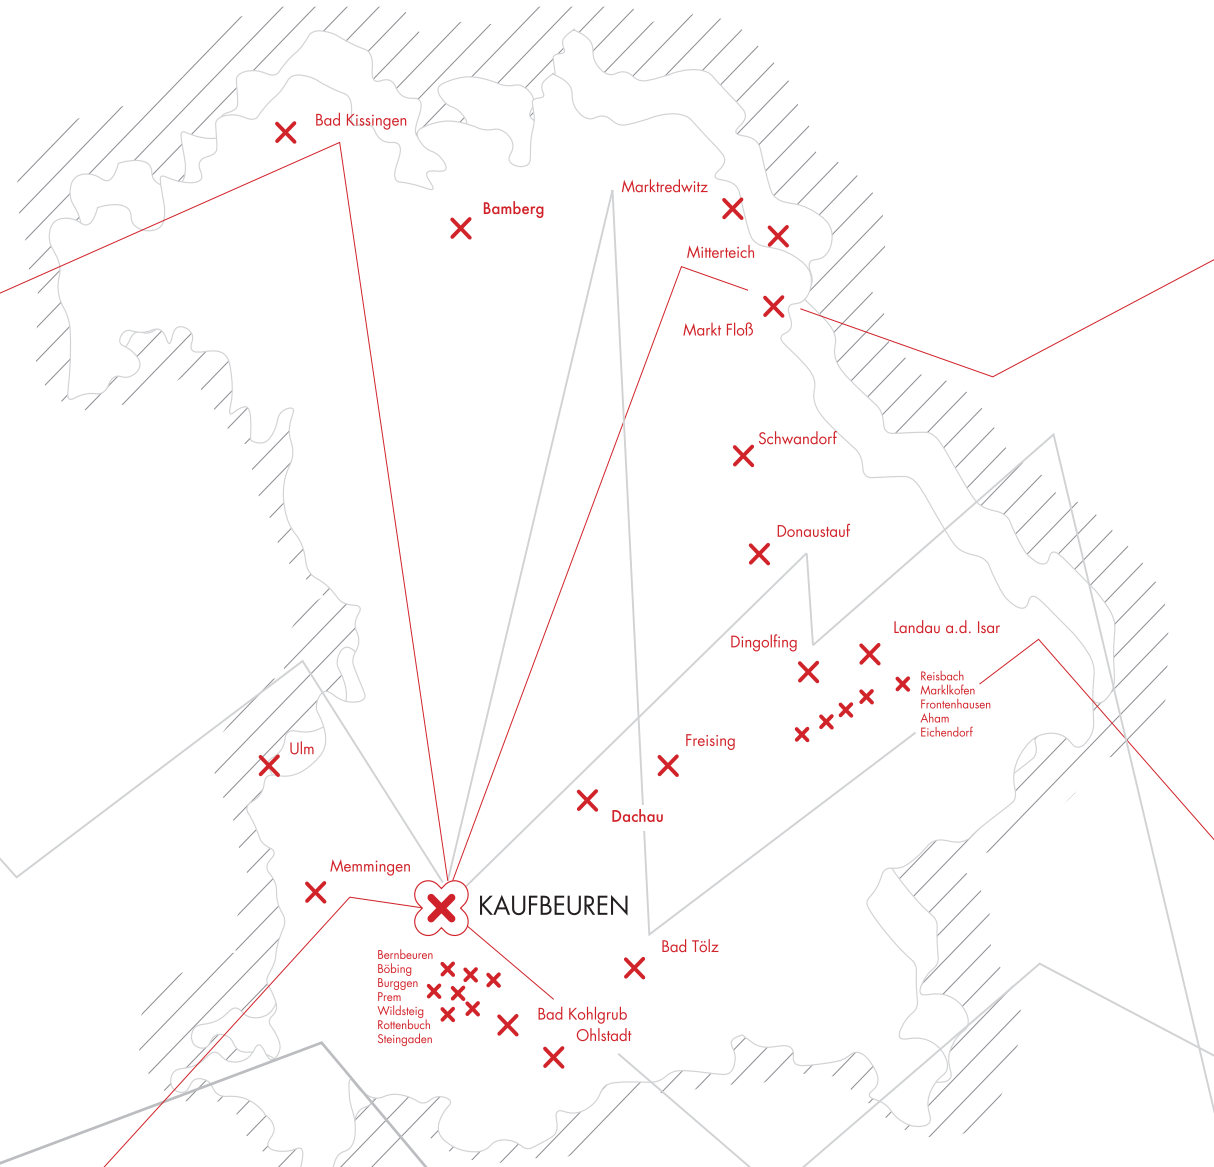 Bad Kissingen
Bamberg
Marktredwitz
Mitterteich
Markt Floß
Schwandorf
Donaustauf
Landau a.d. Isar
Dingolfing
Reisbach
Marklkofen
Frontenhausen
Aham
Eichendorf
Freising
Ulm
Dachau
Memmingen
KAUFBEUREN
Bad Tölz
Bernbeuren
Böbing
Burggen
Prem
Wildsteig
Rottenbuch
Steingaden
Bad Kohlgrub
Ohlstadt